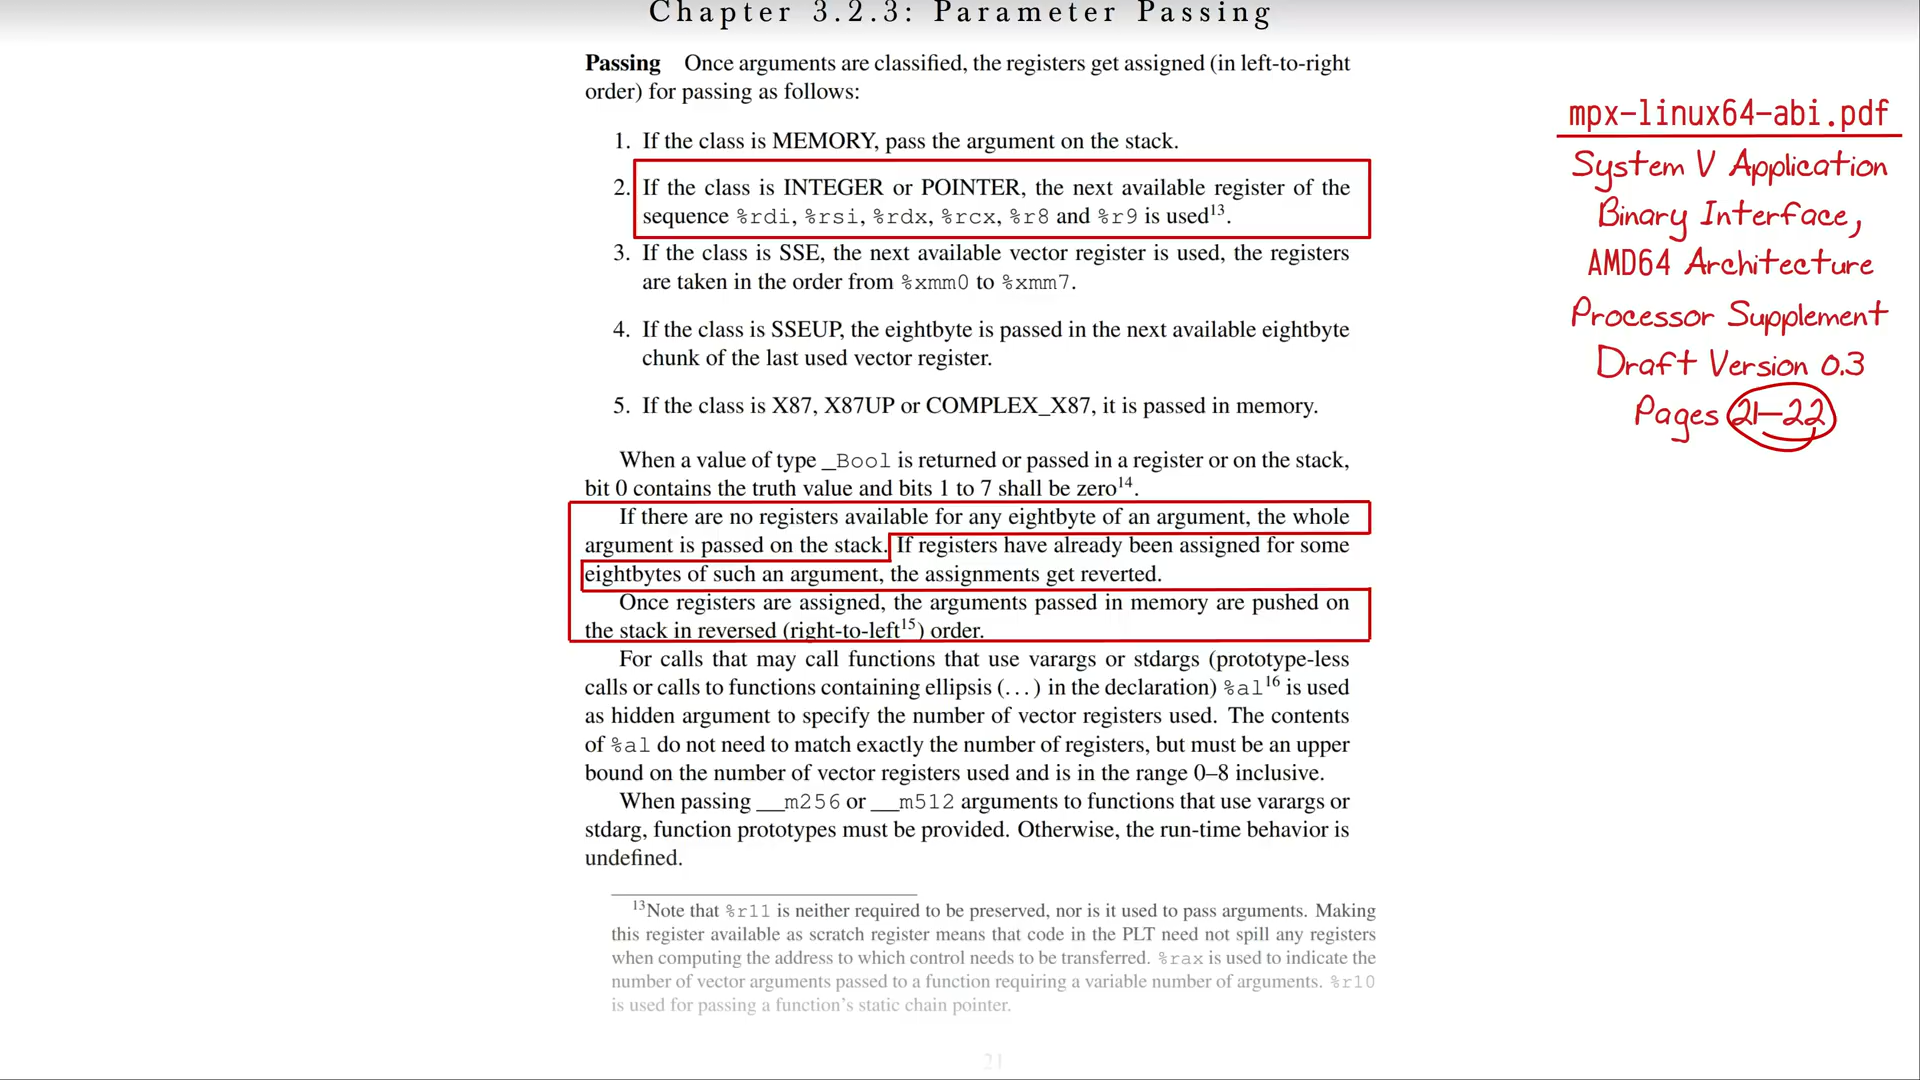 Chapter 3.2.3: Parameter Passing
Passing Once arguments are classified, the registers get assigned (in left-to-right
order) for passing as follows:
1. If the class is MEMORY, pass the argument on the stack.
2. If the class is INTEGER or POINTER, the next available register of the
sequence %rdi, %rsi, %rdx, %rcx, %r8 and %r9 is used¹³.
3. If the class is SSE, the next available vector register is used, the registers
are taken in the order from %xmm0 to %xmm7.
4. If the class is SSEUP, the eightbyte is passed in the next available eightbyte
chunk of the last used vector register.
5. If the class is X87, X87UP or COMPLEX_X87, it is passed in memory.
When a value of type _Bool is returned or passed in a register or on the stack,
bit 0 contains the truth value and bits 1 to 7 shall be zero¹⁴.
If there are no registers available for any eightbyte of an argument, the whole
argument is passed on the stack. If registers have already been assigned for some
eightbytes of such an argument, the assignments get reverted.
Once registers are assigned, the arguments passed in memory are pushed on
the stack in reversed (right-to-left¹⁵) order.
For calls that may call functions that use varargs or stdargs (prototype-less
calls or calls to functions containing ellipsis (...) in the declaration) %al¹⁶ is used
as hidden argument to specify the number of vector registers used. The contents
of %al do not need to match exactly the number of registers, but must be an upper
bound on the number of vector registers used and is in the range 0–8 inclusive.
When passing __m256 or __m512 arguments to functions that use varargs or
stdarg, function prototypes must be provided. Otherwise, the run-time behavior is
undefined.
¹³Note that %r11 is neither required to be preserved, nor is it used to pass arguments. Making
this register available as scratch register means that code in the PLT need not spill any registers
when computing the address to which control needs to be transferred. %rax is used to indicate the
number of vector arguments passed to a function requiring a variable number of arguments. %r10
is used for passing a function's static chain pointer.
21
mpx-linux64-abi.pdf
System V Application
Binary Interface,
AMD64 Architecture
Processor Supplement
Draft Version 0.3
Pages 21-22